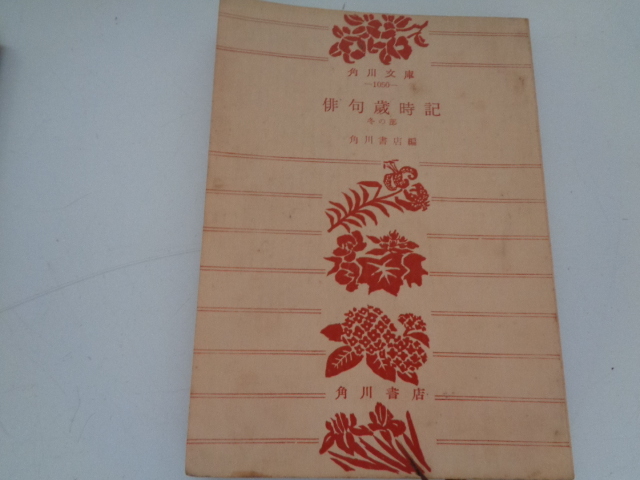 角川文庫
—1060—
俳句歳時記
冬の部
角川書店編
角川書店